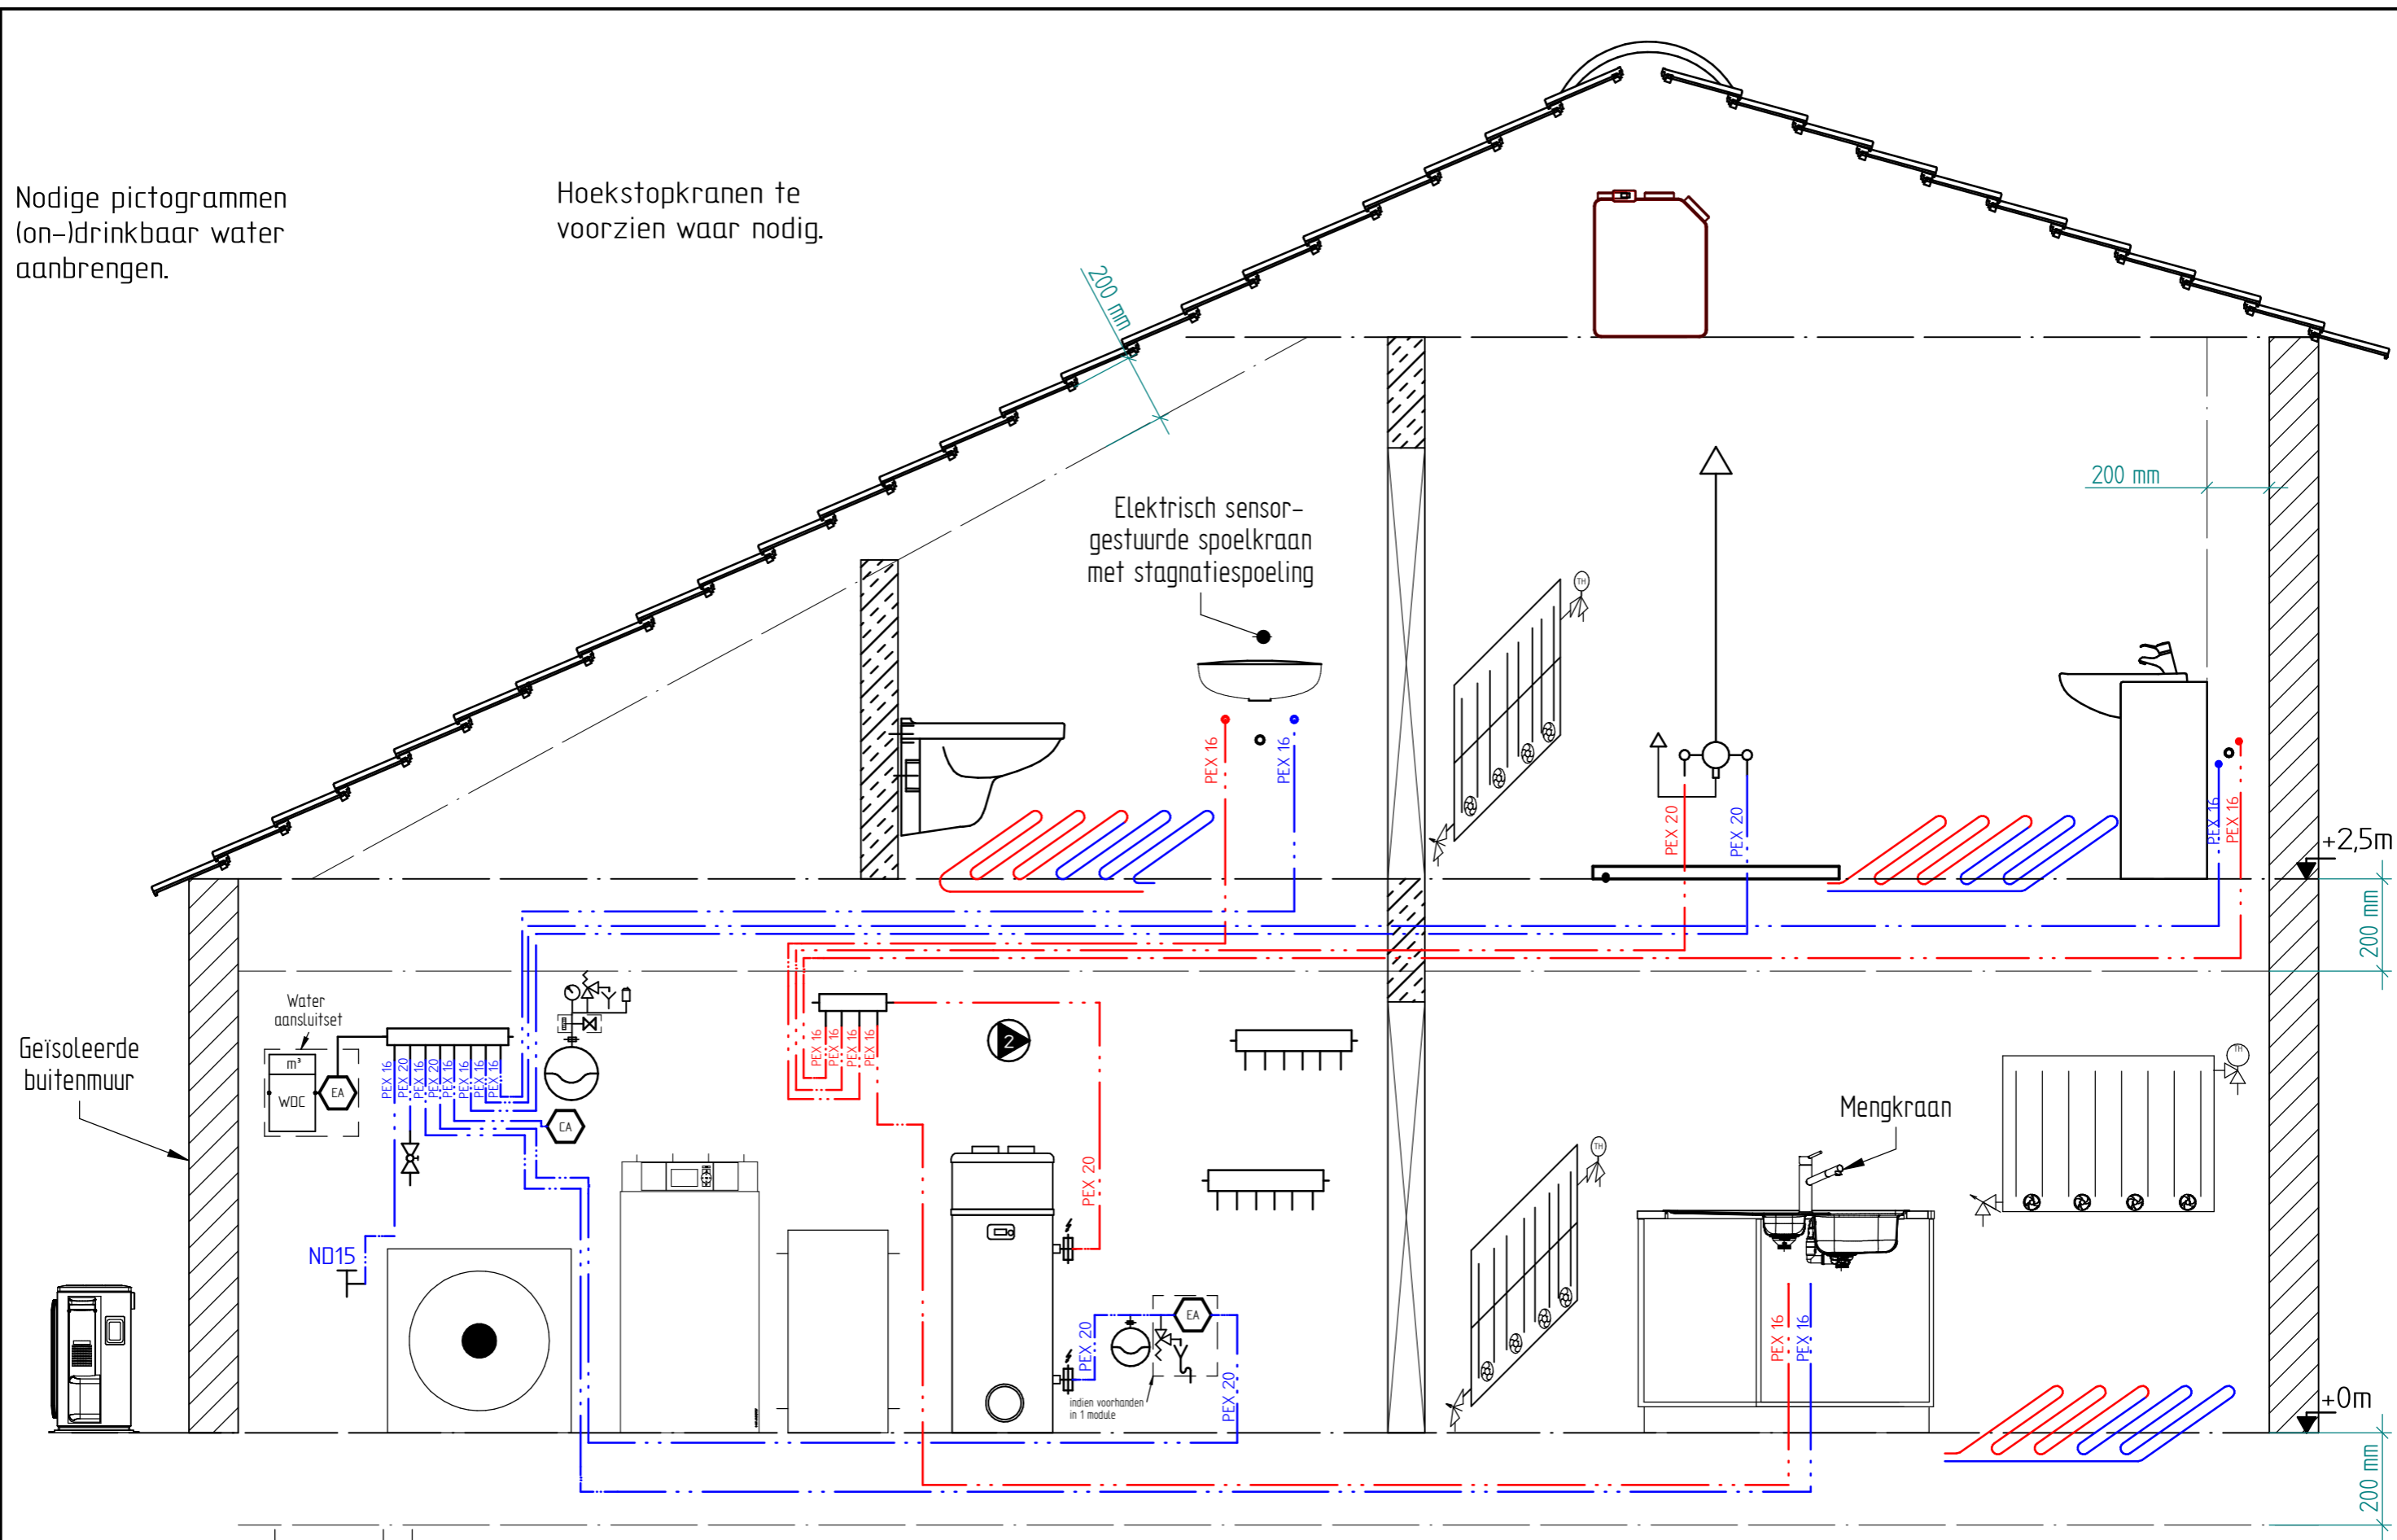 Nodige pictogrammen
(on-)drinkbaar water
aanbrengen.
Hoekstopkranen te
voorzien waar nodig.
200 mm
200 mm
Elektrisch sensor-
gestuurde spoelkraan
met stagnatiespoeling
TH
PEX 16
PEX 16
PEX 20
PEX 20
PEX 16
PEX 16
+2,5m
200 mm
Water
aansluitset
m³
WDC
EA
PEX 16
PEX 20
PEX 16
PEX 20
PEX 16
PEX 16
PEX 16
PEX 16
CA
PEX 16
PEX 16
PEX 16
PEX 16
2
Geïsoleerde
buitenmuur
TH
Mengkraan
TH
PEX 20
ND15
EA
PEX 20
PEX 20
indien voorhanden
in 1 module
PEX 16
PEX 16
+0m
200 mm